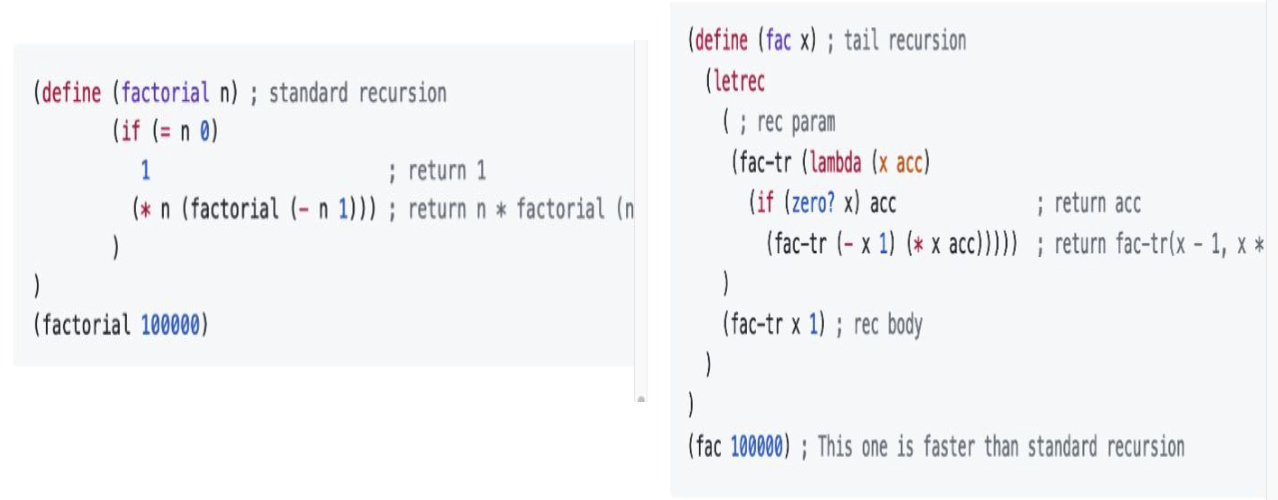 (define (factorial n) ; standard recursion
(if (= n 0)
1 ; return 1
(* n (factorial (- n 1))) ; return n * factorial (n
)
)
(factorial 100000)
(define (fac x) ; tail recursion
(letrec
( ; rec param
(fac-tr (lambda (x acc)
(if (zero? x) acc ; return acc
(fac-tr (- x 1) (* x acc))))) ; return fac-tr(x - 1, x *
)
(fac-tr x 1) ; rec body
)
)
(fac 100000) ; This one is faster than standard recursion